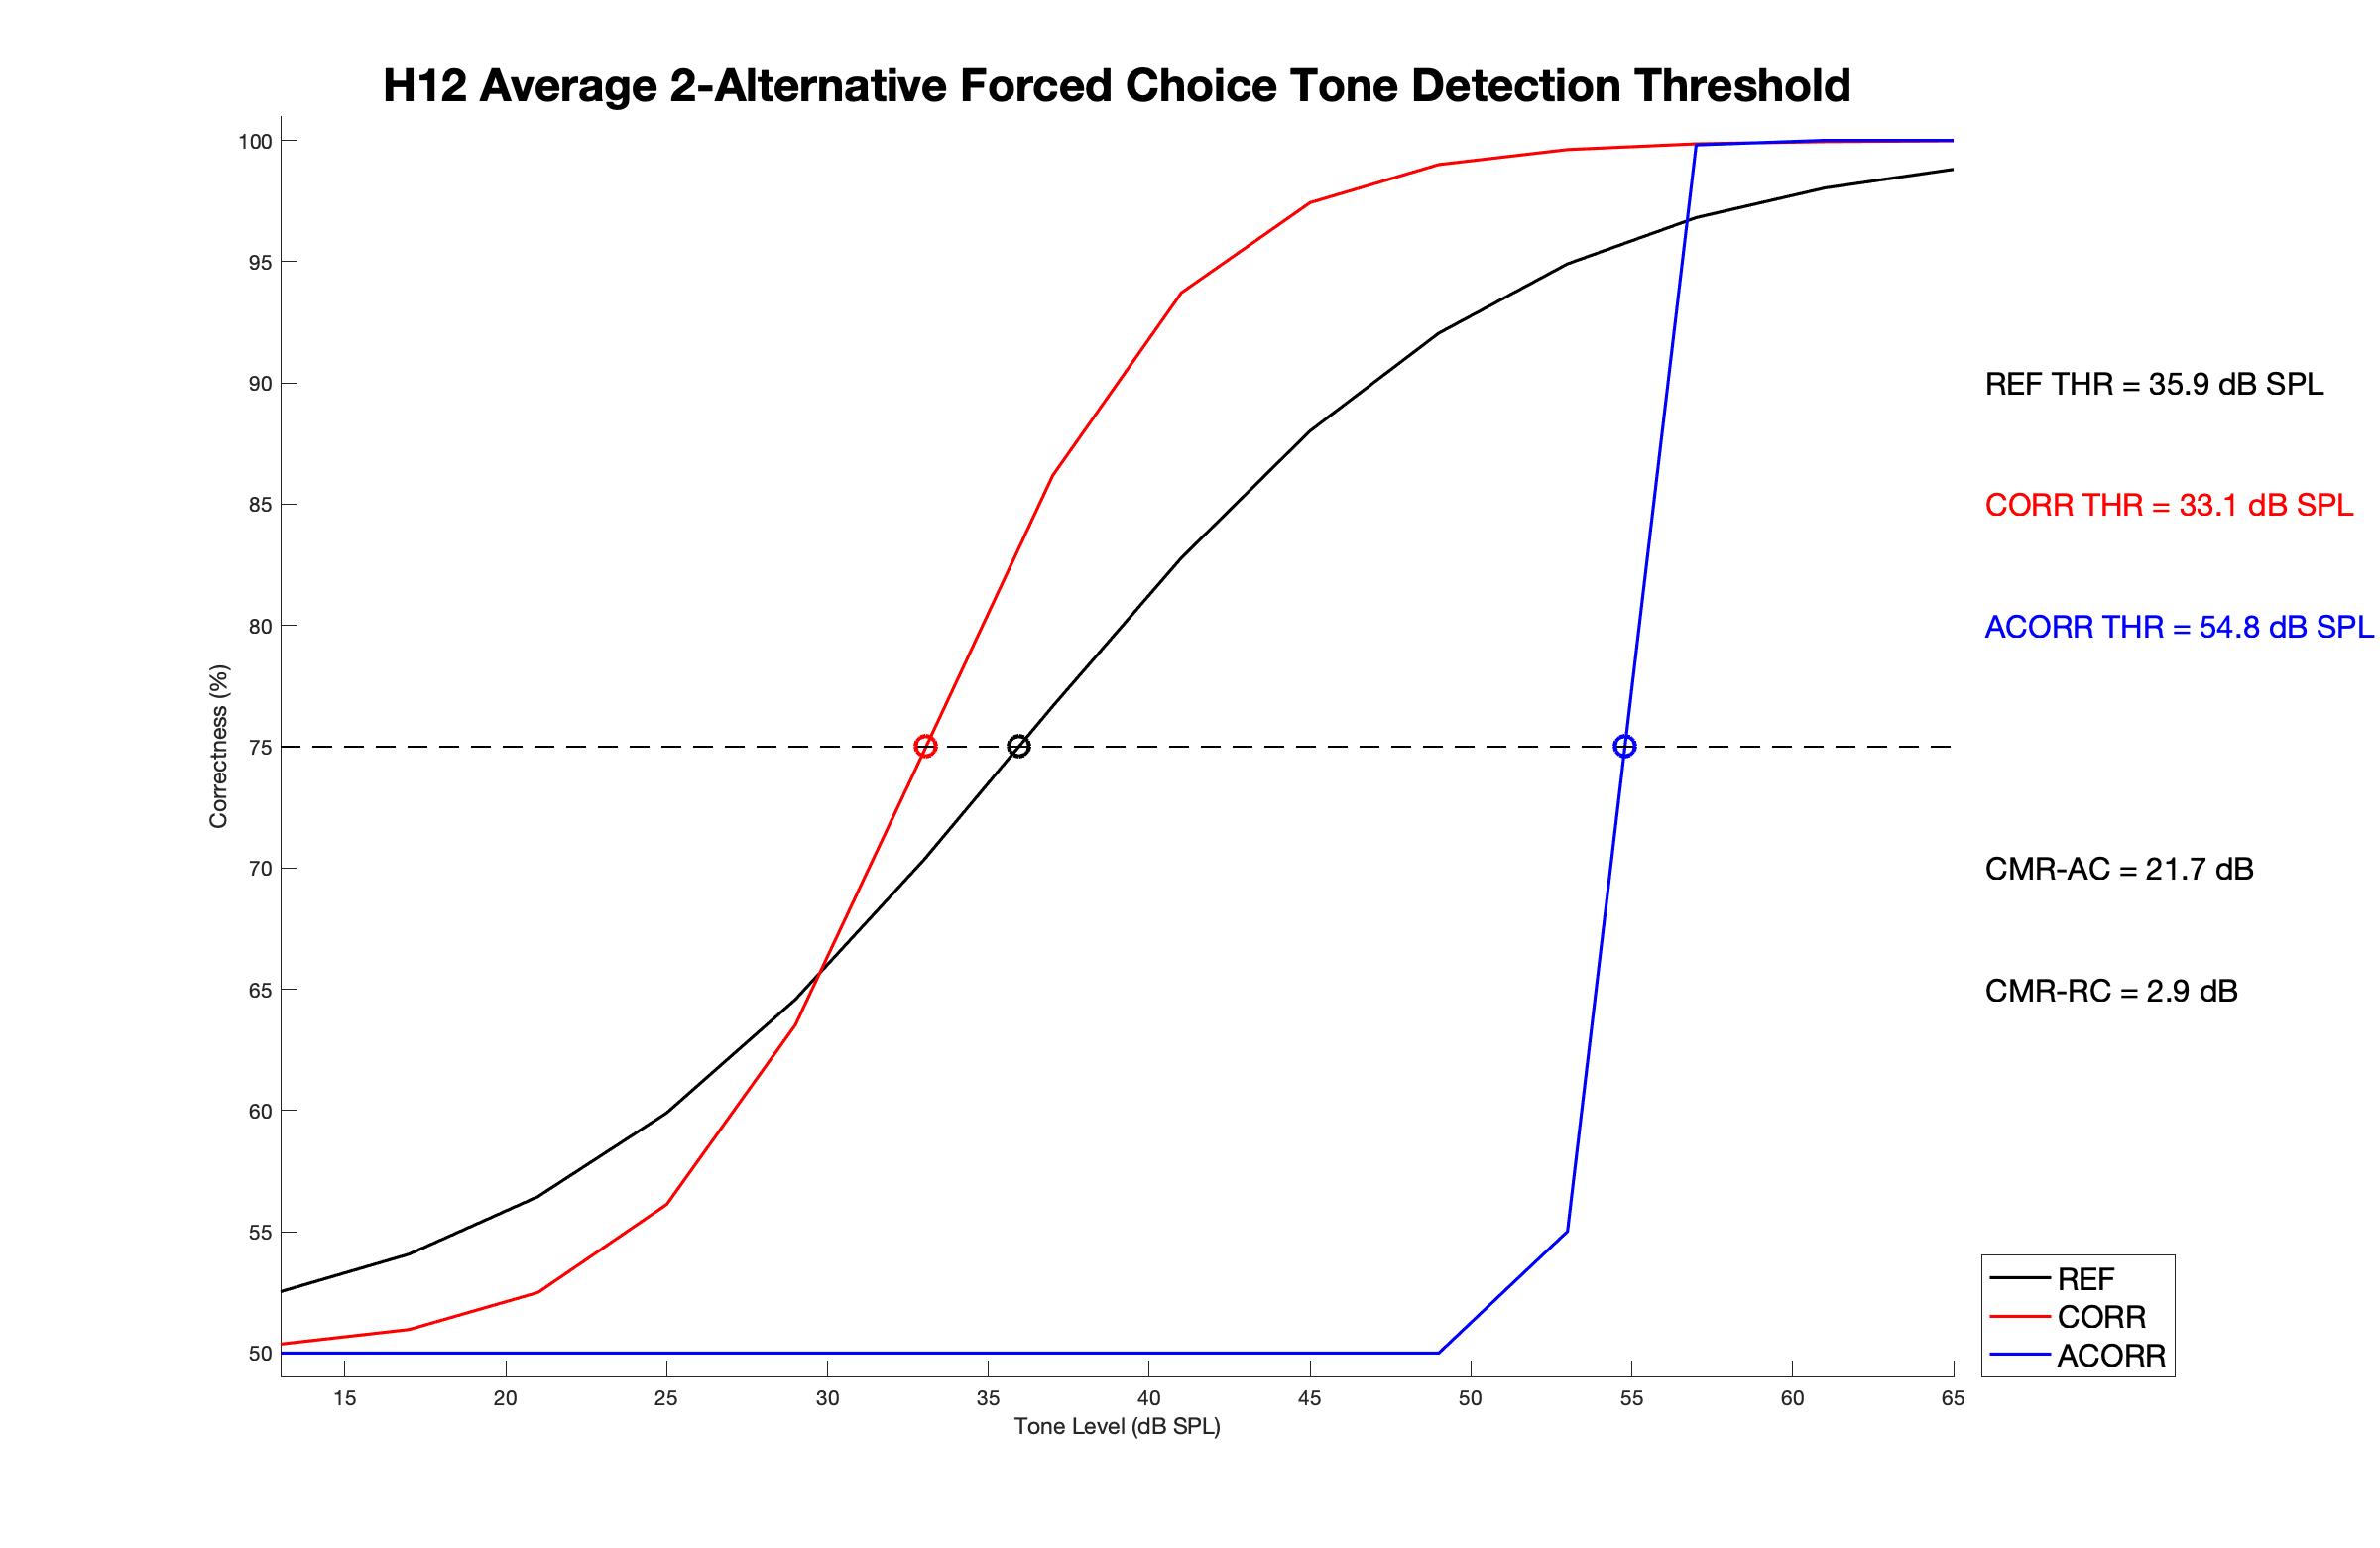 H12 Average 2-Alternative Forced Choice Tone Detection Threshold
100
95
90
85
80
75
70
65
60
55
50
Correctness (%)
15 20 25 30 35 40 45 50 55 60 65
Tone Level (dB SPL)
REF THR = 35.9 dB SPL
CORR THR = 33.1 dB SPL
ACORR THR = 54.8 dB SPL
CMR-AC = 21.7 dB
CMR-RC = 2.9 dB
REF
CORR
ACORR